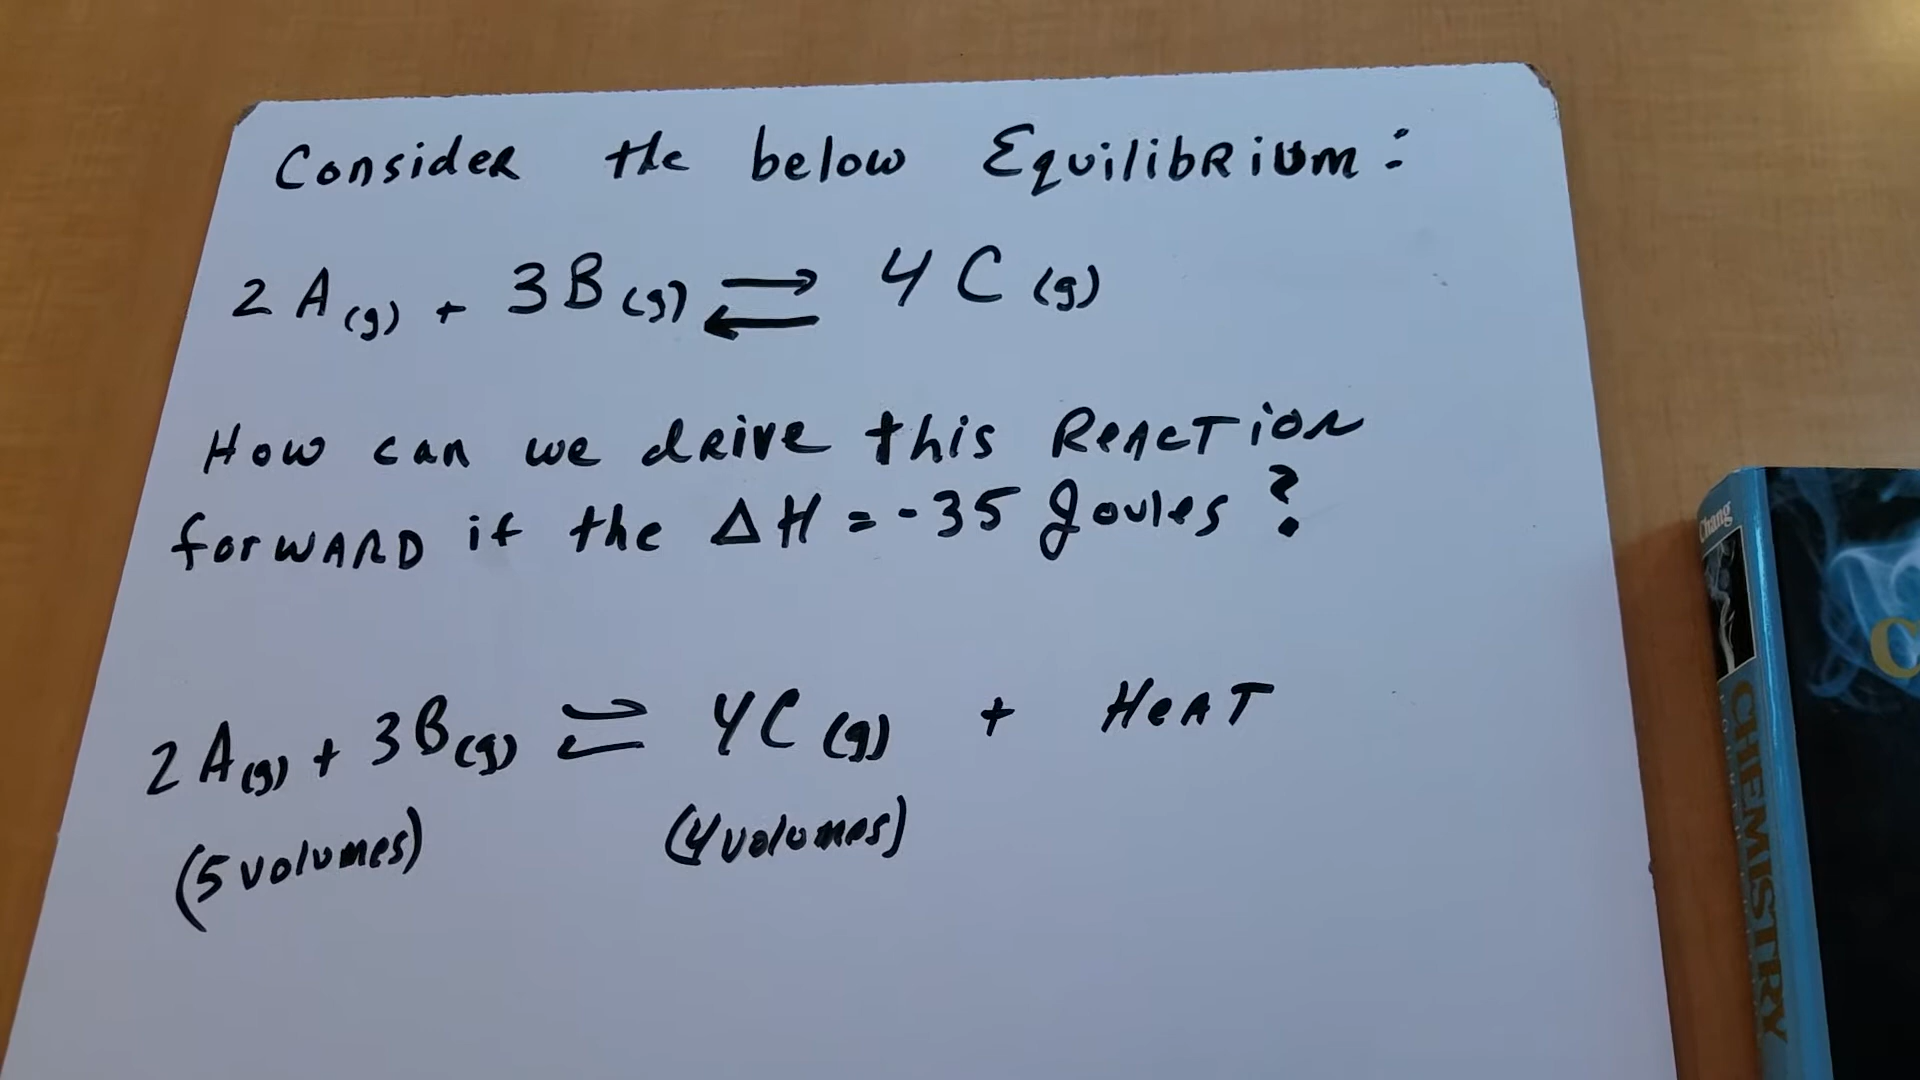 Consider the below Equilibrium:
2 A (g) + 3 B (g) ⇌ 4 C (g)
How can we drive this Reaction
forward if the ΔH = -35 Joules?
2 A (g) + 3 B (g) ⇌ 4 C (g) + Heat
(5 volumes) (4 volumes)
Chang
CHEMISTRY
C